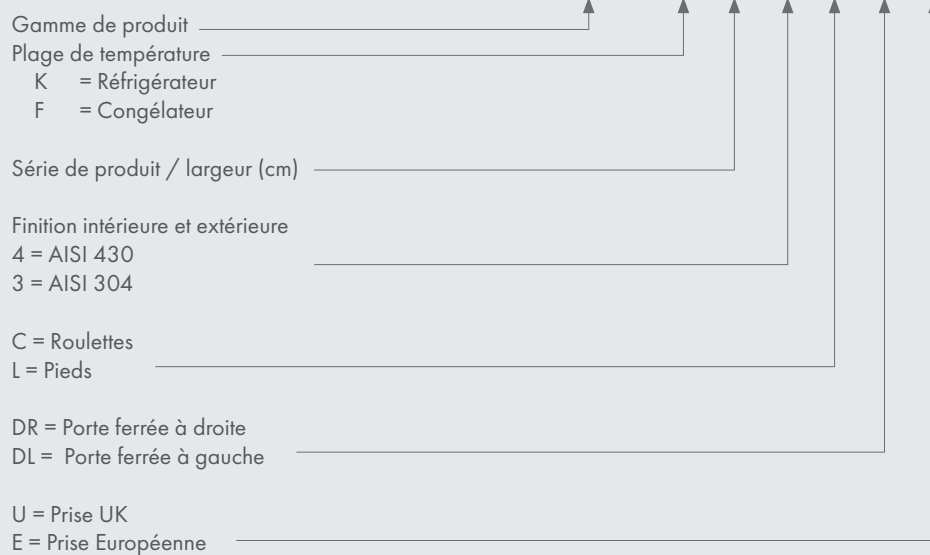 Gamme de produit
Plage de température
K = Réfrigérateur
F = Congélateur
Série de produit / largeur (cm)
Finition intérieure et extérieure
4 = AISI 430
3 = AISI 304
C = Roulettes
L = Pieds
DR = Porte ferrée à droite
DL = Porte ferrée à gauche
U = Prise UK
E = Prise Européenne